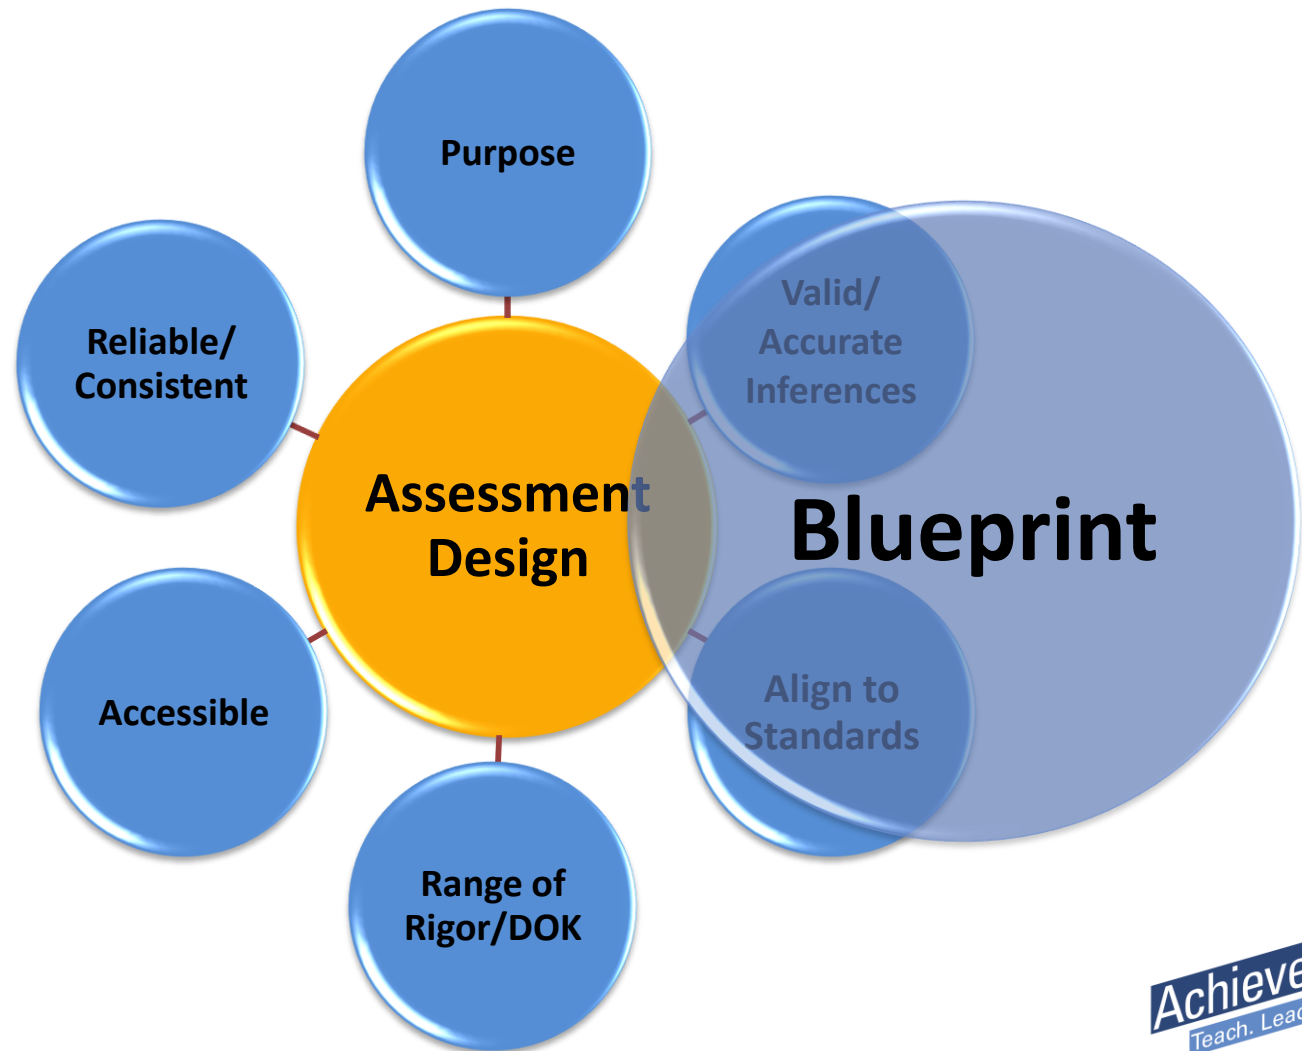 Purpose
Valid/
Accurate
Inferences
Reliable/
Consistent
Assessment
Design
Blueprint
Align to
Standards
Accessible
Range of
Rigor/DOK
Achieve
Teach. Lead